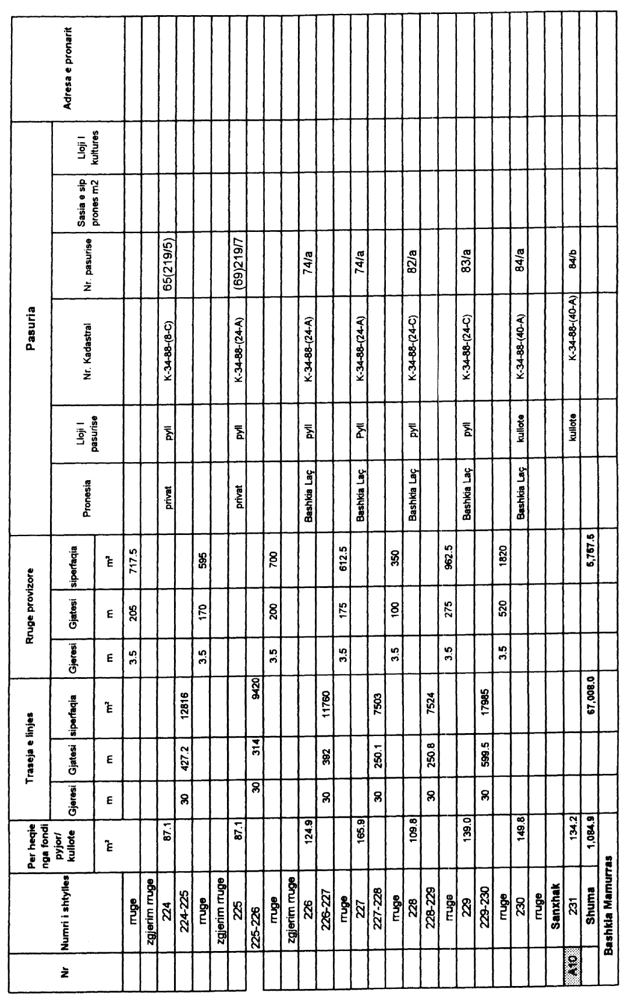 Nr | Numri i shtylles | Per heqie nga fondi pyjor/ kullote | Traseja e linjes | Rruge provizore | Pasuria | Adresa e pronarit
Gjeresi | Gjatesi | siperfaqia | Gjeresi | Gjatesi | siperfaqia | Pronesia | Lloji I pasurise | Nr. Kadastral | Nr. pasurise | Sasia e sip prones m2 | Lloji I kultures
m² | m | m | m² | m | m | m²
rruge | 3.5 | 205 | 717.5
zgjerim rruge
224 | 87.1 | privat | pyll | K-34-88-(8-C) | 65(219/5)
224-225 | 30 | 427.2 | 12816
rruge | 3.5 | 170 | 595
zgjerim rruge
225 | 87.1 | privat | pyll | K-34-88-(24-A) | (69)219/7
225-226 | 30 | 314 | 9420
rruge | 3.5 | 200 | 700
zgjerim rruge
226 | 124.9 | Bashkia Laç | pyll | K-34-88-(24-A) | 74/a
226-227 | 30 | 392 | 11760
rruge | 3.5 | 175 | 612.5
227 | 165.9 | Bashkia Laç | Pyll | K-34-88-(24-A) | 74/a
227-228 | 30 | 250.1 | 7503
rruge | 3.5 | 100 | 350
228 | 109.8 | Bashkia Laç | pyll | K-34-88-(24-C) | 82/a
228-229 | 30 | 250.8 | 7524
rruge | 3.5 | 275 | 962.5
229 | 139.0 | Bashkia Laç | pyll | K-34-88-(24-C) | 83/a
229-230 | 30 | 599.5 | 17985
rruge | 3.5 | 520 | 1820
230 | 149.8 | Bashkia Laç | kullote | K-34-88-(40-A) | 84/a
rruge
Sanxhak
A10 | 231 | 134.2 | kullote | K-34-88-(40-A) | 84/b
Shuma | 1,084.9 | 67,008.0 | 5,757.5
Bashkia Mamurras